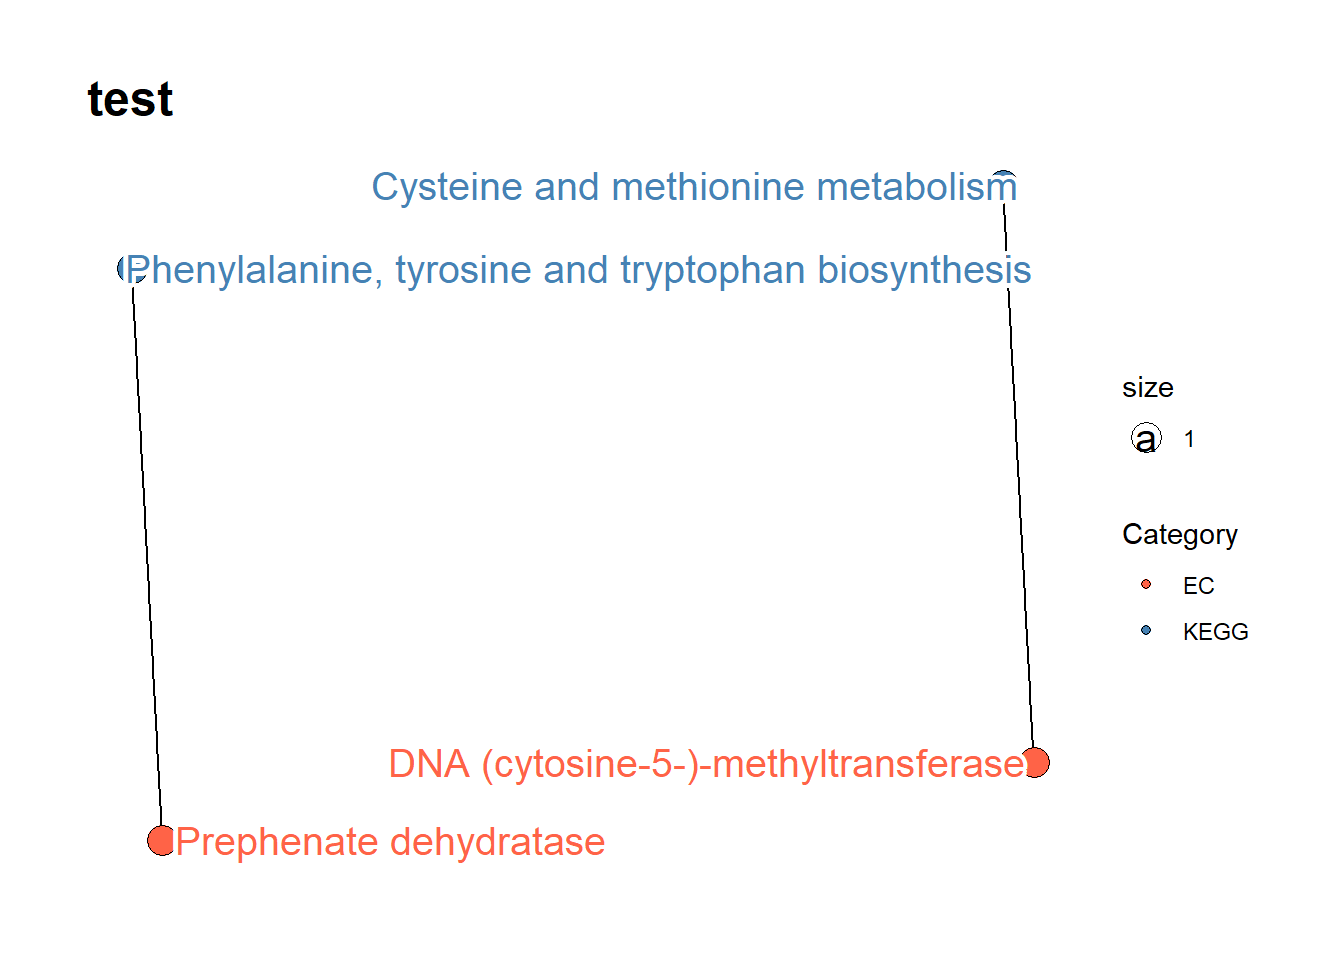 test
Cysteine and methionine metabolism
Phenylalanine, tyrosine and tryptophan biosynthesis
size
a 1
Category
EC
KEGG
DNA (cytosine-5-)-methyltransferase
Prephenate dehydratase